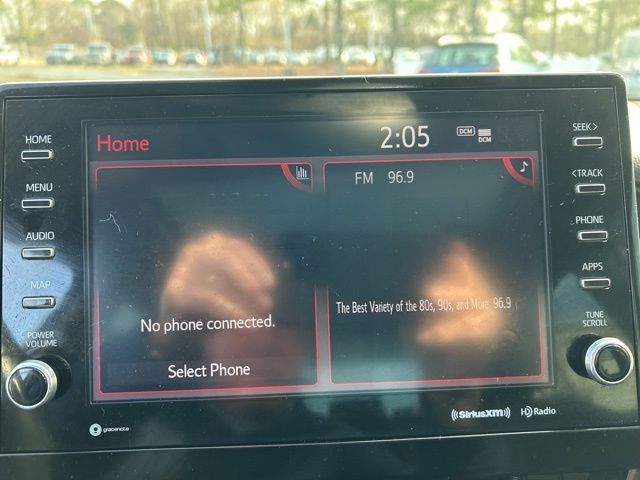 HOME
MENU
AUDIO
MAP
POWER
VOLUME
Home
2:05
DCM
DCM
FM 96.9
No phone connected.
Select Phone
The Best Variety of the 80s, 90s, and More 96.9
SEEK >
< TRACK
PHONE
APPS
TUNE
SCROLL
gracenote
((SiriusXM))
HD Radio